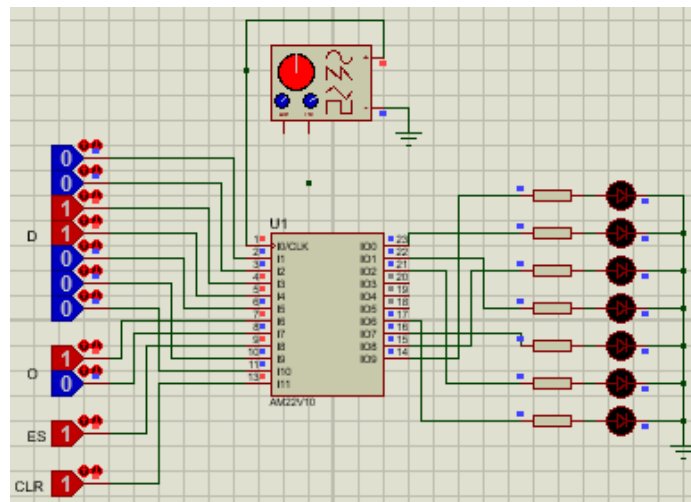 0
0
1
D
1
0
0
0
O
1
0
ES
1
CLR
1
+
-
U1
1
2
3
4
5
6
7
8
9
10
11
13
I0/CLK
I1
I2
I3
I4
I5
I6
I7
I8
I9
I10
I11
IO0
IO1
IO2
IO3
IO4
IO5
IO6
IO7
IO8
IO9
23
22
21
20
19
18
17
16
15
14
AM22V10